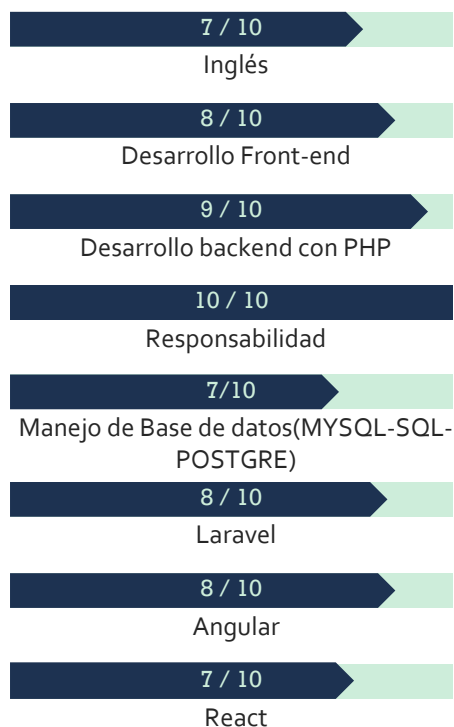 7 / 10
Inglés
8 / 10
Desarrollo Front-end
9 / 10
Desarrollo backend con PHP
10 / 10
Responsabilidad
7/10
Manejo de Base de datos(MYSQL-SQL-
POSTGRE)
8 / 10
Laravel
8 / 10
Angular
7 / 10
React